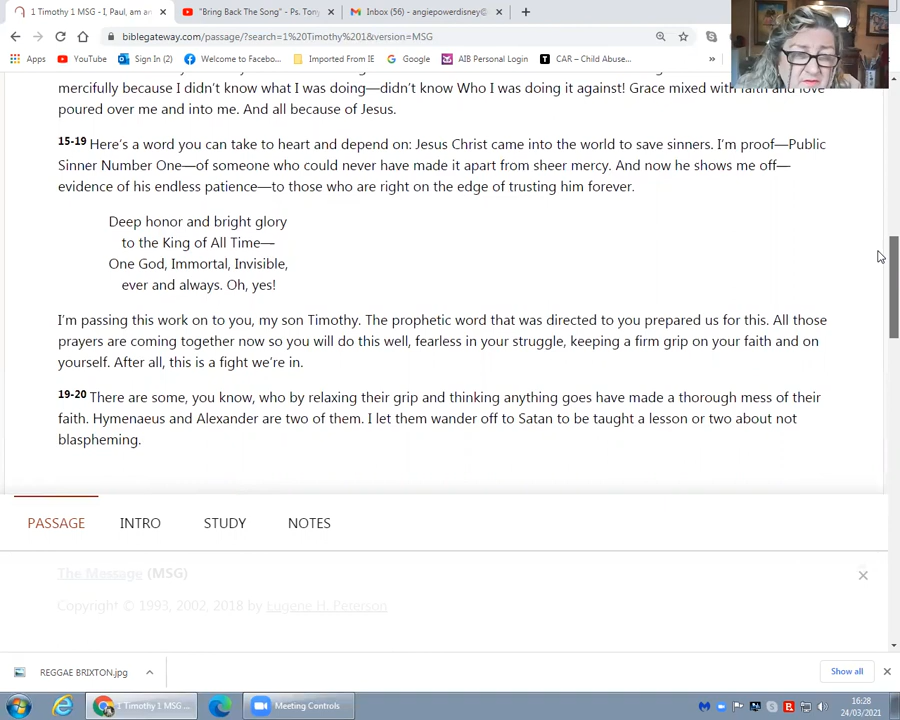 1 Timothy 1 MSG - I, Paul, am an
"Bring Back The Song" - Ps. Tony
Inbox (56) - angiepowerdisney@
biblegateway.com/passage/?search=1%20Timothy%201&version=MSG
Apps YouTube Sign In (2) Welcome to Facebo... Imported From IE Google AIB Personal Login CAR – Child Abuse... »
mercifully because I didn't know what I was doing—didn't know Who I was doing it against! Grace mixed with faith and love
poured over me and into me. And all because of Jesus.
15-19 Here's a word you can take to heart and depend on: Jesus Christ came into the world to save sinners. I'm proof—Public
Sinner Number One—of someone who could never have made it apart from sheer mercy. And now he shows me off—
evidence of his endless patience—to those who are right on the edge of trusting him forever.
Deep honor and bright glory
to the King of All Time—
One God, Immortal, Invisible,
ever and always. Oh, yes!
I'm passing this work on to you, my son Timothy. The prophetic word that was directed to you prepared us for this. All those
prayers are coming together now so you will do this well, fearless in your struggle, keeping a firm grip on your faith and on
yourself. After all, this is a fight we're in.
19-20 There are some, you know, who by relaxing their grip and thinking anything goes have made a thorough mess of their
faith. Hymenaeus and Alexander are two of them. I let them wander off to Satan to be taught a lesson or two about not
blaspheming.
PASSAGE INTRO STUDY NOTES
The Message (MSG)
Copyright © 1993, 2002, 2018 by Eugene H. Peterson
REGGAE BRIXTON.jpg
Show all
1 Timothy 1 MSG ...
Meeting Controls
16:28
24/03/2021